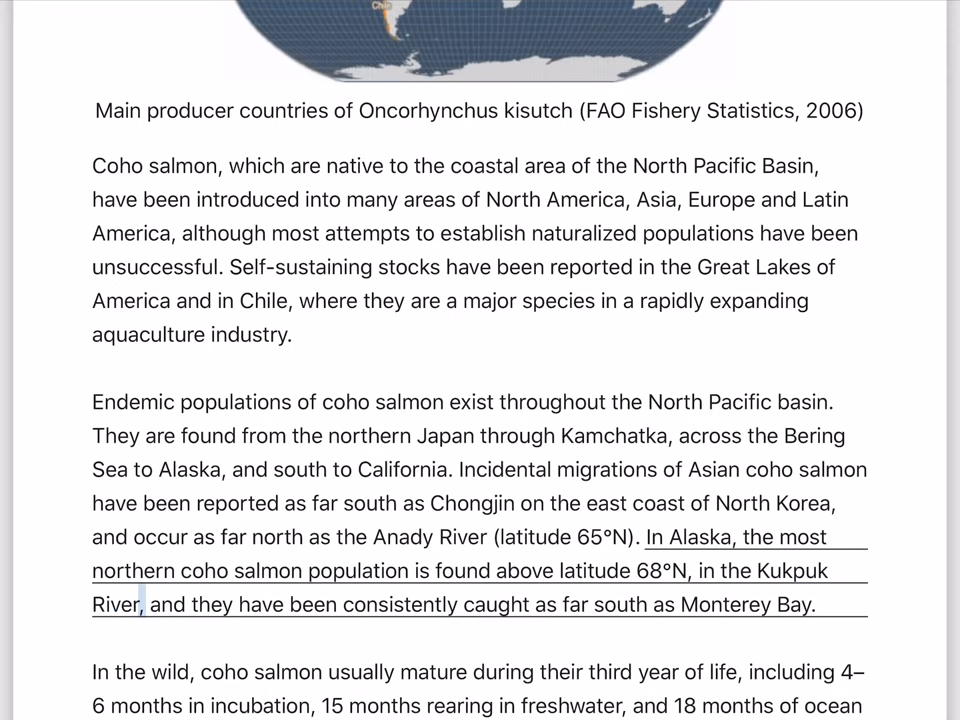 Chile
Main producer countries of Oncorhynchus kisutch (FAO Fishery Statistics, 2006)
Coho salmon, which are native to the coastal area of the North Pacific Basin,
have been introduced into many areas of North America, Asia, Europe and Latin
America, although most attempts to establish naturalized populations have been
unsuccessful. Self-sustaining stocks have been reported in the Great Lakes of
America and in Chile, where they are a major species in a rapidly expanding
aquaculture industry.
Endemic populations of coho salmon exist throughout the North Pacific basin.
They are found from the northern Japan through Kamchatka, across the Bering
Sea to Alaska, and south to California. Incidental migrations of Asian coho salmon
have been reported as far south as Chongjin on the east coast of North Korea,
and occur as far north as the Anady River (latitude 65°N). In Alaska, the most
northern coho salmon population is found above latitude 68°N, in the Kukpuk
River, and they have been consistently caught as far south as Monterey Bay.
In the wild, coho salmon usually mature during their third year of life, including 4–
6 months in incubation, 15 months rearing in freshwater, and 18 months of ocean